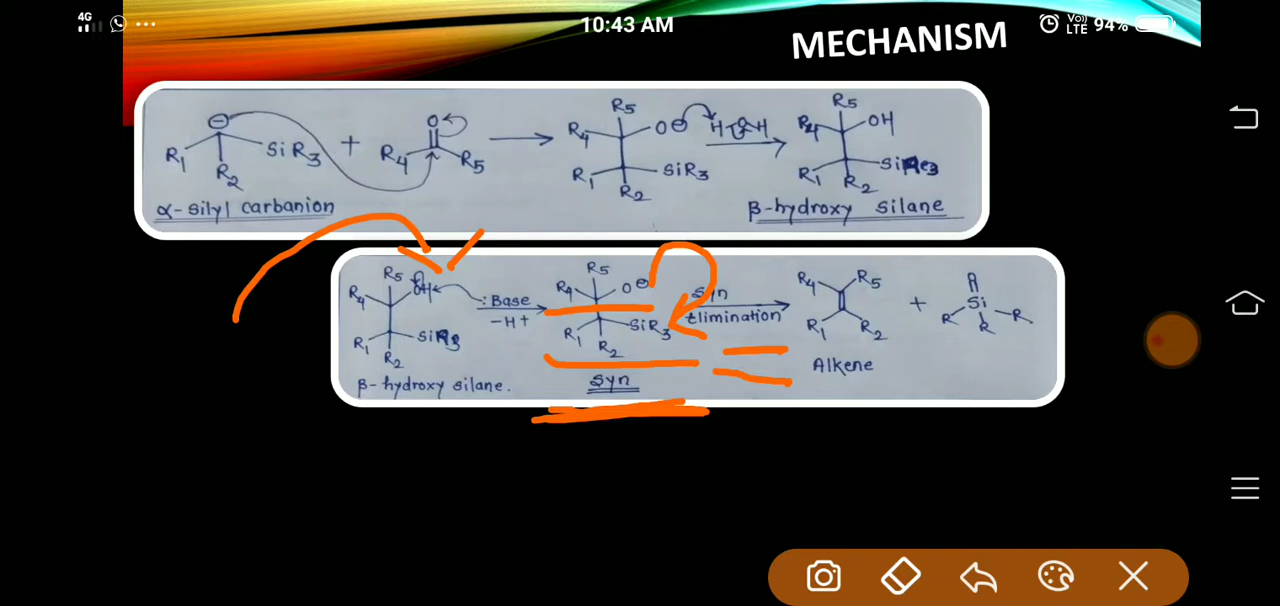 4G
10:43 AM
Vo))
LTE
94%
MECHANISM
R1
R2
SiR3
+
R4
O
R5
R5
R4
O⊖
R1
SiR3
R2
H-O-H
R5
R4
OH
R1
R2
α-silyl carbanion
β-hydroxy silane
R5
R4
OH
R1
R2
β-hydroxy silane.
:Base
-H+
R5
R4
O⊖
R1
SiR3
R2
Syn
Syn
Elimination
R4
R5
R1
R2
Alkene
+
R
Si
R
R
R